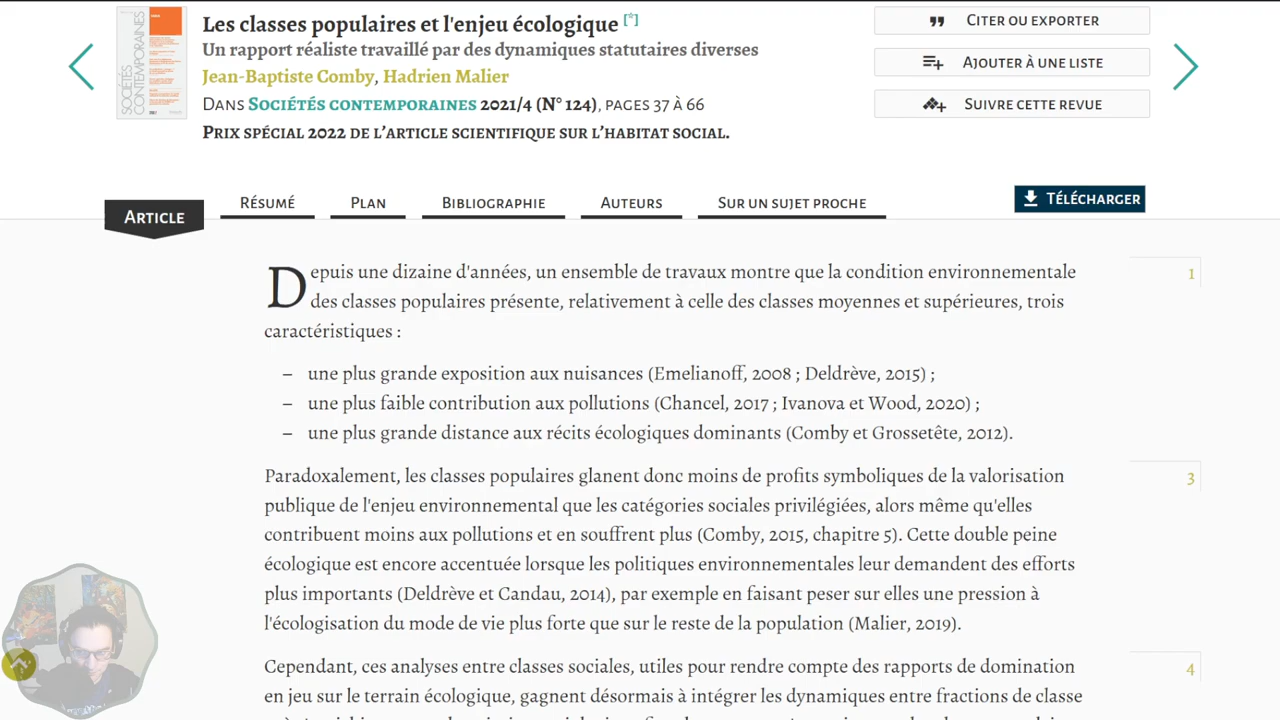 Les classes populaires et l'enjeu écologique [*]
Un rapport réaliste travaillé par des dynamiques statutaires diverses
Jean-Baptiste Comby, Hadrien Malier
Dans Sociétés contemporaines 2021/4 (N° 124), pages 37 à 66
Prix spécial 2022 de l'article scientifique sur l'habitat social.
SOCIÉTÉS CONTEMPORAINES
Citer ou exporter
Ajouter à une liste
Suivre cette revue
Article
Résumé
Plan
Bibliographie
Auteurs
Sur un sujet proche
Télécharger
Depuis une dizaine d'années, un ensemble de travaux montre que la condition environnementale
des classes populaires présente, relativement à celle des classes moyennes et supérieures, trois
caractéristiques :
1
– une plus grande exposition aux nuisances (Emelianoff, 2008 ; Deldrève, 2015) ;
– une plus faible contribution aux pollutions (Chancel, 2017 ; Ivanova et Wood, 2020) ;
– une plus grande distance aux récits écologiques dominants (Comby et Grossetête, 2012).
Paradoxalement, les classes populaires glanent donc moins de profits symboliques de la valorisation
publique de l'enjeu environnemental que les catégories sociales privilégiées, alors même qu'elles
contribuent moins aux pollutions et en souffrent plus (Comby, 2015, chapitre 5). Cette double peine
écologique est encore accentuée lorsque les politiques environnementales leur demandent des efforts
plus importants (Deldrève et Candau, 2014), par exemple en faisant peser sur elles une pression à
l'écologisation du mode de vie plus forte que sur le reste de la population (Malier, 2019).
3
Cependant, ces analyses entre classes sociales, utiles pour rendre compte des rapports de domination
en jeu sur le terrain écologique, gagnent désormais à intégrer les dynamiques entre fractions de classe
4